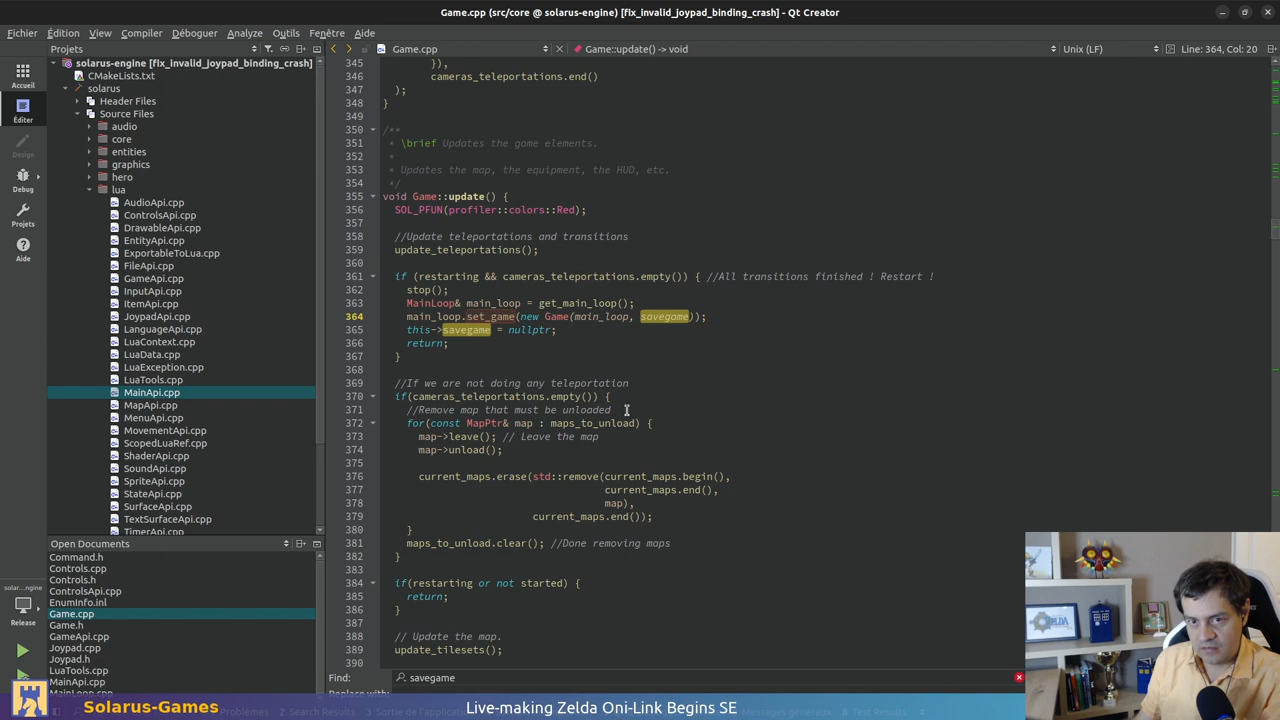 Game.cpp (src/core @ solarus-engine) [fix_invalid_joypad_binding_crash] - Qt Creator
Fichier Édition View Compiler Déboguer Analyze Outils Fenêtre Aide
Projets
Game.cpp
Game::update() -> void
Unix (LF)
Line: 364, Col: 20
Accueil
Éditer
Design
Debug
Projets
Aide
solar...ngine
Release
solarus-engine [fix_invalid_joypad_binding_crash]
CMakeLists.txt
solarus
Header Files
Source Files
audio
core
entities
graphics
hero
lua
AudioApi.cpp
ControlsApi.cpp
DrawableApi.cpp
EntityApi.cpp
ExportableToLua.cpp
FileApi.cpp
GameApi.cpp
InputApi.cpp
ItemApi.cpp
JoypadApi.cpp
LanguageApi.cpp
LuaContext.cpp
LuaData.cpp
LuaException.cpp
LuaTools.cpp
MainApi.cpp
MapApi.cpp
MenuApi.cpp
MovementApi.cpp
ScopedLuaRef.cpp
ShaderApi.cpp
SoundApi.cpp
SpriteApi.cpp
StateApi.cpp
SurfaceApi.cpp
TextSurfaceApi.cpp
TimerApi.cpp
Open Documents
Command.h
Controls.cpp
Controls.h
ControlsApi.cpp
EnumInfo.inl
Game.cpp
Game.h
GameApi.cpp
Joypad.cpp
Joypad.h
LuaTools.cpp
MainApi.cpp
MainLoop.cpp
345 }),
346 cameras_teleportations.end()
347 );
348 }
349
350 /**
351 * \brief Updates the game elements.
352 *
353 * Updates the map, the equipment, the HUD, etc.
354 */
355 void Game::update() {
356 SOL_PFUN(profiler::colors::Red);
357
358 //Update teleportations and transitions
359 update_teleportations();
360
361 if (restarting && cameras_teleportations.empty()) { //All transitions finished ! Restart !
362 stop();
363 MainLoop& main_loop = get_main_loop();
364 main_loop.set_game(new Game(main_loop, savegame));
365 this->savegame = nullptr;
366 return;
367 }
368
369 //If we are not doing any teleportation
370 if(cameras_teleportations.empty()) {
371 //Remove map that must be unloaded
372 for(const MapPtr& map : maps_to_unload) {
373 map->leave(); // Leave the map
374 map->unload();
375
376 current_maps.erase(std::remove(current_maps.begin(),
377 current_maps.end(),
378 map),
379 current_maps.end());
380 }
381 maps_to_unload.clear(); //Done removing maps
382 }
383
384 if(restarting or not started) {
385 return;
386 }
387
388 // Update the map.
389 update_tilesets();
390
Find: savegame
Solarus-Games
Live-making Zelda Oni-Link Begins SE